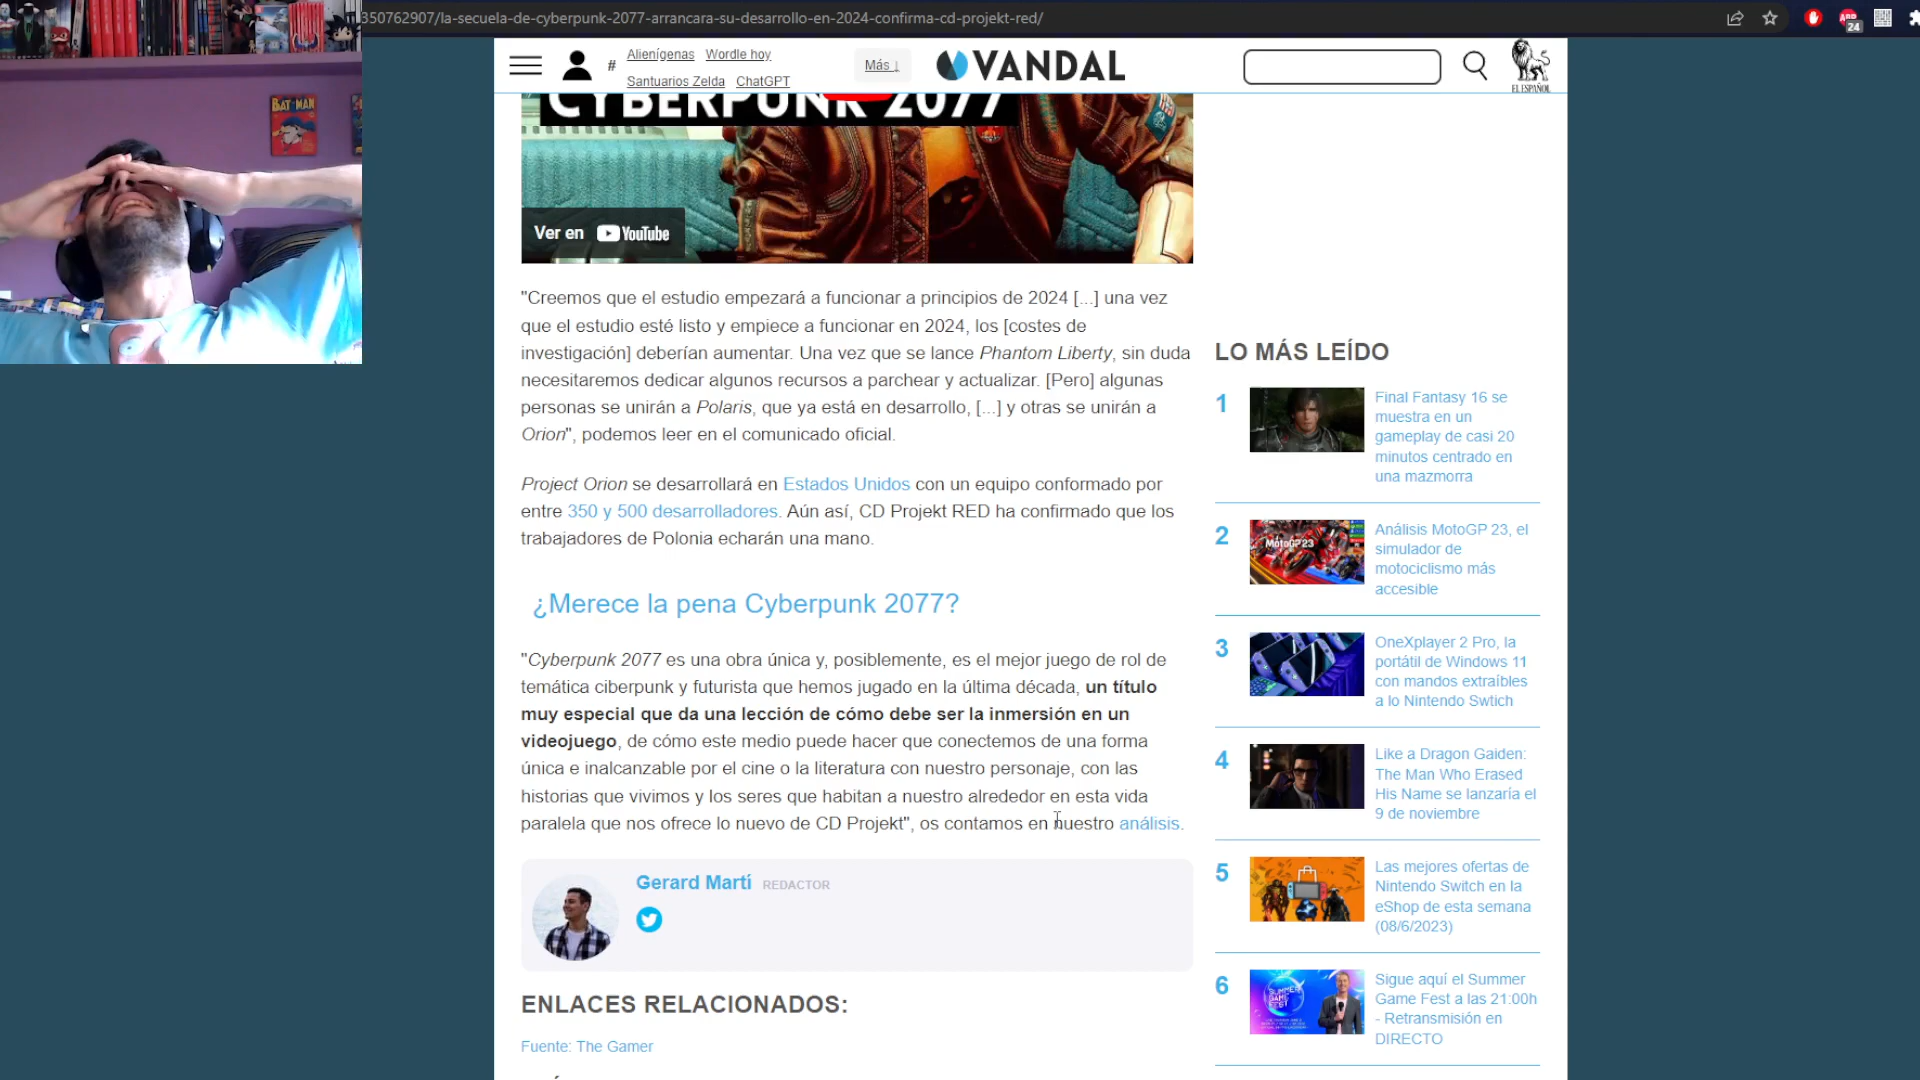 350762907/la-secuela-de-cyberpunk-2077-arrancara-su-desarrollo-en-2024-confirma-cd-projekt-red/
24
# Alienígenas Wordle hoy
Santuarios Zelda ChatGPT
Más ↓
VANDAL
EL ESPAÑOL
BATMAN
CYBERPUNK 2077
Ver en YouTube
"Creemos que el estudio empezará a funcionar a principios de 2024 [...] una vez
que el estudio esté listo y empiece a funcionar en 2024, los [costes de
investigación] deberían aumentar. Una vez que se lance Phantom Liberty, sin duda
necesitaremos dedicar algunos recursos a parchear y actualizar. [Pero] algunas
personas se unirán a Polaris, que ya está en desarrollo, [...] y otras se unirán a
Orion", podemos leer en el comunicado oficial.
Project Orion se desarrollará en Estados Unidos con un equipo conformado por
entre 350 y 500 desarrolladores. Aún así, CD Projekt RED ha confirmado que los
trabajadores de Polonia echarán una mano.
¿Merece la pena Cyberpunk 2077?
"Cyberpunk 2077 es una obra única y, posiblemente, es el mejor juego de rol de
temática ciberpunk y futurista que hemos jugado en la última década, un título
muy especial que da una lección de cómo debe ser la inmersión en un
videojuego, de cómo este medio puede hacer que conectemos de una forma
única e inalcanzable por el cine o la literatura con nuestro personaje, con las
historias que vivimos y los seres que habitan a nuestro alrededor en esta vida
paralela que nos ofrece lo nuevo de CD Projekt", os contamos en nuestro análisis.
Gerard Martí REDACTOR
ENLACES RELACIONADOS:
Fuente: The Gamer
LO MÁS LEÍDO
1
Final Fantasy 16 se
muestra en un
gameplay de casi 20
minutos centrado en
una mazmorra
2
MotoGP 23
Análisis MotoGP 23, el
simulador de
motociclismo más
accesible
3
OneXplayer 2 Pro, la
portátil de Windows 11
con mandos extraíbles
a lo Nintendo Swtich
4
Like a Dragon Gaiden:
The Man Who Erased
His Name se lanzaría el
9 de noviembre
5
Las mejores ofertas de
Nintendo Switch en la
eShop de esta semana
(08/6/2023)
6
SUMMER
GAME
FEST
Sigue aquí el Summer
Game Fest a las 21:00h
- Retransmisión en
DIRECTO